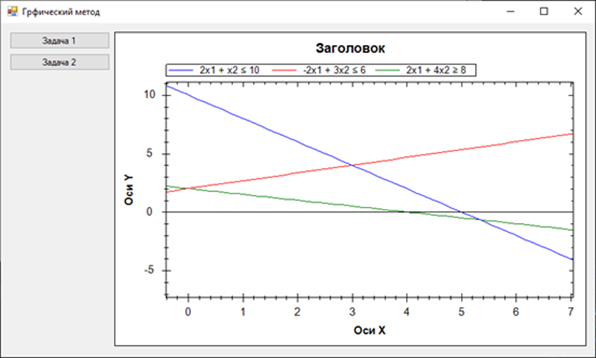 Грфический метод
Задача 1
Задача 2
Заголовок
2x1 + x2 ≤ 10 -2x1 + 3x2 ≤ 6 2x1 + 4x2 ≥ 8
Оси Y
10
5
0
-5
0 1 2 3 4 5 6 7
Оси X